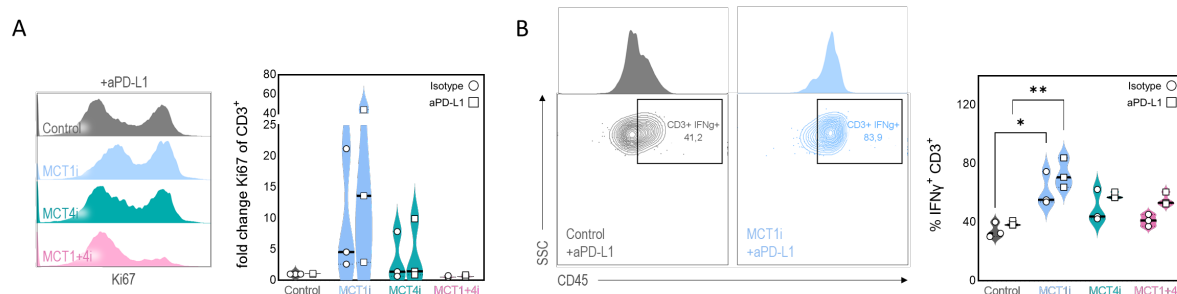 A
+aPD-L1
Control
MCT1i
MCT4i
MCT1+4i
Ki67
fold change Ki67 of CD3+
80
60
40
25
20
15
10
5
0
Isotype
aPD-L1
Control
MCT1i
MCT4i
MCT1+4i
B
SSC
CD3+ IFNg+
41,2
Control
+aPD-L1
CD3+ IFNg+
83,9
MCT1i
+aPD-L1
CD45
% IFNγ+ CD3+
120
80
40
0
Isotype
aPD-L1
**
*
Control
MCT1i
MCT4i
MCT1+4